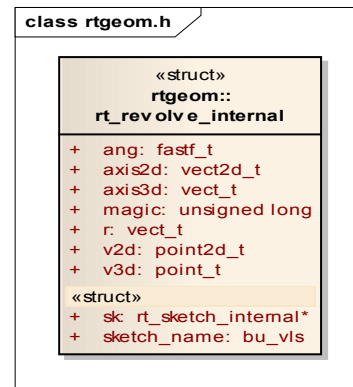 class rtgeom.h
«struct»
rtgeom::
rt_revolve_internal
+ ang: fastf_t
+ axis2d: vect2d_t
+ axis3d: vect_t
+ magic: unsigned long
+ r: vect_t
+ v2d: point2d_t
+ v3d: point_t
«struct»
+ sk: rt_sketch_internal*
+ sketch_name: bu_vls